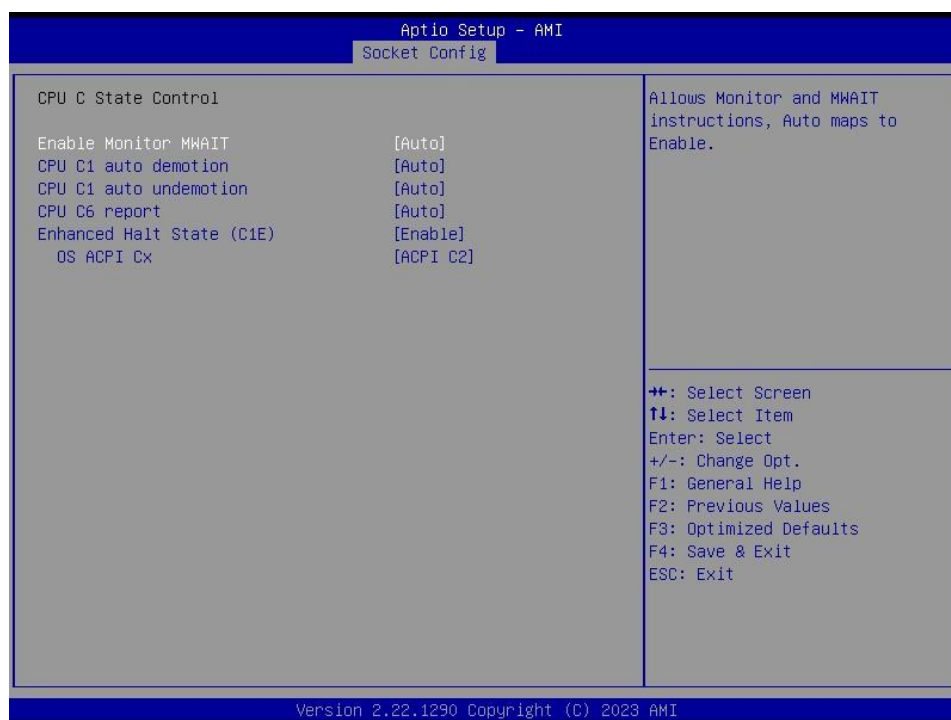 Aptio Setup – AMI
Socket Config
CPU C State Control
Enable Monitor MWAIT [Auto]
CPU C1 auto demotion [Auto]
CPU C1 auto undemotion [Auto]
CPU C6 report [Auto]
Enhanced Halt State (C1E) [Enable]
OS ACPI Cx [ACPI C2]
Allows Monitor and MWAIT
instructions, Auto maps to
Enable.
→←: Select Screen
↑↓: Select Item
Enter: Select
+/-: Change Opt.
F1: General Help
F2: Previous Values
F3: Optimized Defaults
F4: Save & Exit
ESC: Exit
Version 2.22.1290 Copyright (C) 2023 AMI